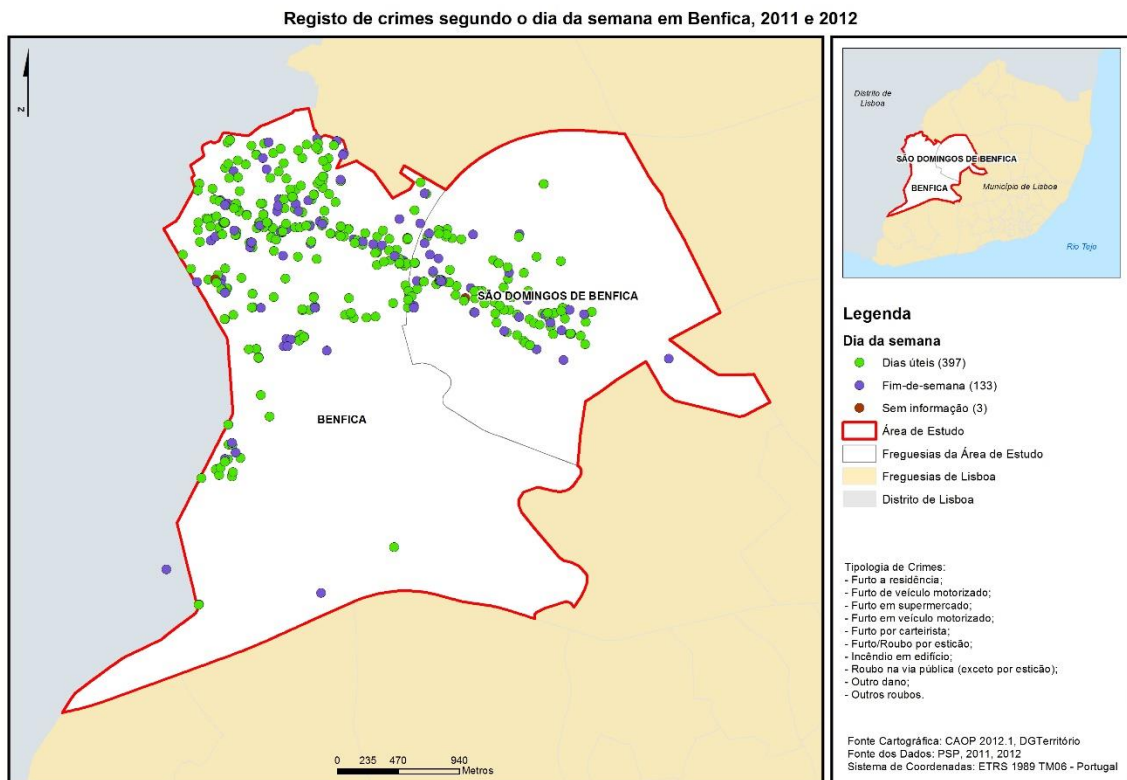 Registo de crimes segundo o dia da semana em Benfica, 2011 e 2012
N
SÃO DOMINGOS DE BENFICA
BENFICA
0 235 470 940
Metros
Distrito de
Lisboa
SÃO DOMINGOS DE BENFICA
Município de Lisboa
BENFICA
Rio Tejo
Legenda
Dia da semana
Dias úteis (397)
Fim-de-semana (133)
Sem informação (3)
Área de Estudo
Freguesias da Área de Estudo
Freguesias de Lisboa
Distrito de Lisboa
Tipologia de Crimes:
- Furto a residência;
- Furto de veículo motorizado;
- Furto em supermercado;
- Furto em veículo motorizado;
- Furto por carteirista;
- Furto/Roubo por esticão;
- Incêndio em edifício;
- Roubo na via pública (exceto por esticão);
- Outro dano;
- Outros roubos.
Fonte Cartográfica: CAOP 2012.1, DGTerritório
Fonte dos Dados: PSP, 2011, 2012
Sistema de Coordenadas: ETRS 1989 TM06 - Portugal